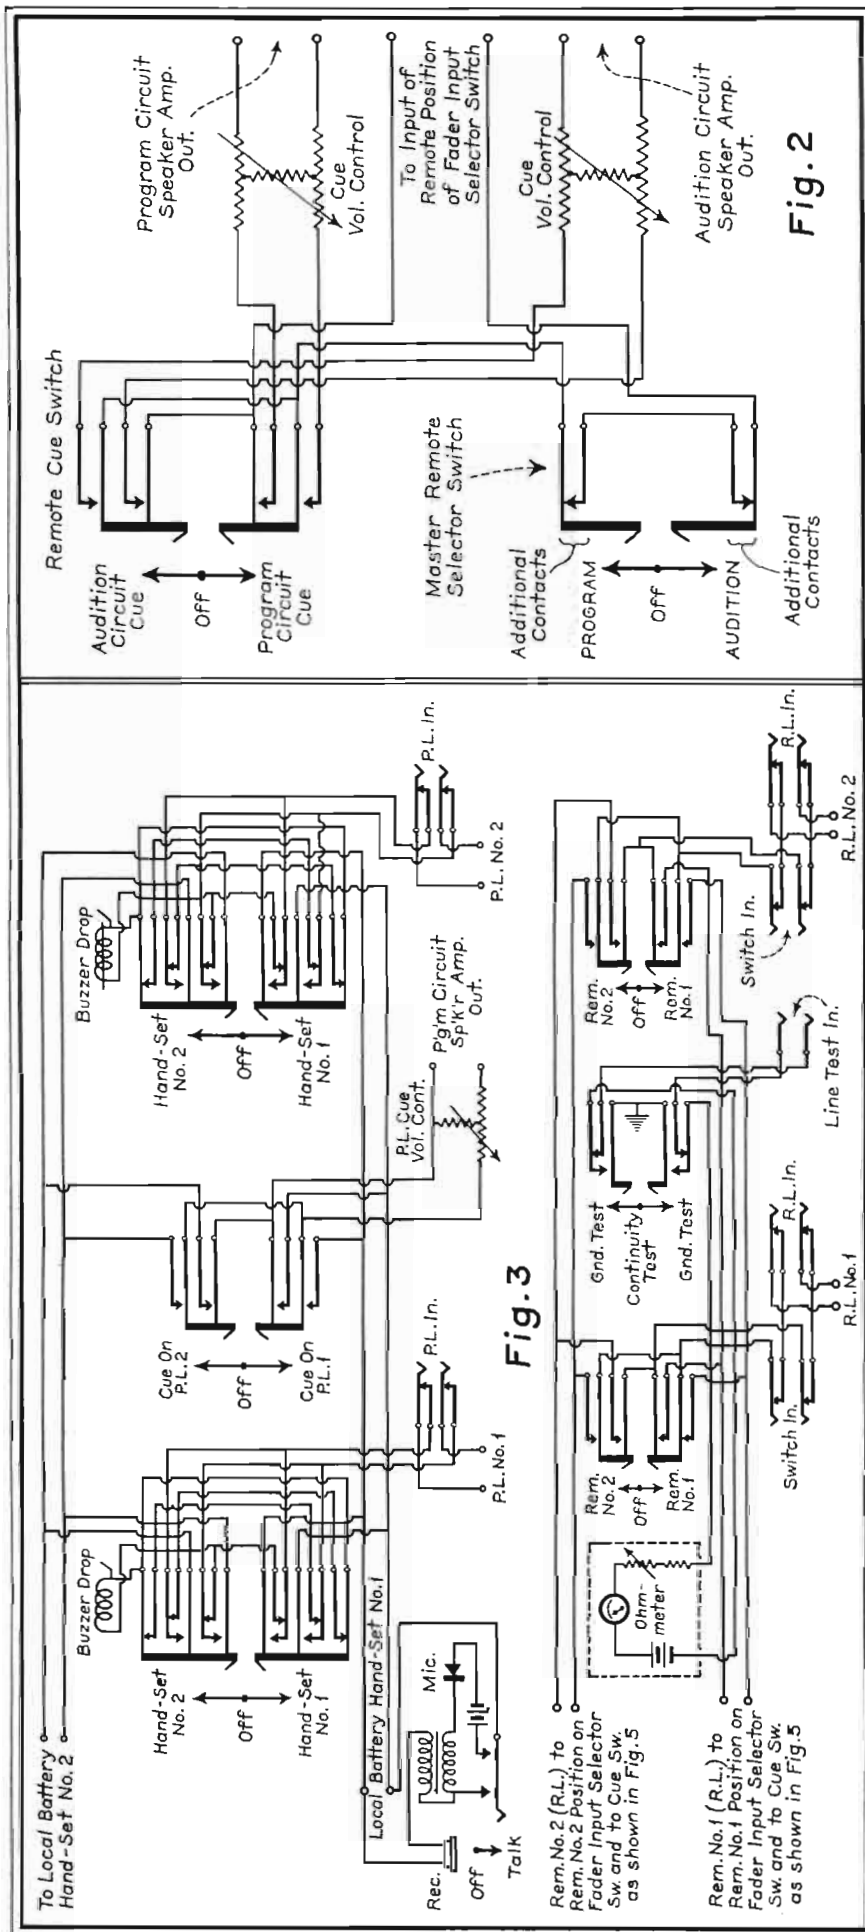 To Local Battery
Hand-Set No. 2
Buzzer Drop
Hand-Set
No. 2
Off
Hand-Set
No. 1
Local Battery Hand-Set No. 1
Rec.
Mic.
Off
Talk
P.L. In.
P.L. No. 1
Cue On
P.L. 2
Off
Cue On
P.L. 1
P.L. Cue
Vol. Cont.
P'g'm Circuit
Sp'K'r Amp.
Out.
Buzzer Drop
Hand-Set
No. 2
Off
Hand-Set
No. 1
P.L. In.
P.L. No. 2
Fig. 3
Rem. No. 2 (R.L.) to
Rem. No. 2 Position on
Fader Input Selector
Sw. and to Cue Sw.
as shown in Fig. 5
Rem. No. 1 (R.L.) to
Rem. No. 1 Position on
Fader Input Selector
Sw. and to Cue Sw.
as shown in Fig. 5
Ohm-
meter
Rem.
No. 2
Off
Rem.
No. 1
Switch In.
R.L. In.
R.L. No. 1
Gnd. Test
Continuity
Test
Gnd. Test
Line Test In.
Rem.
No. 2
Off
Rem.
No. 1
Switch In.
R.L. In.
R.L. No. 2
Remote Cue Switch
Audition
Circuit
Cue
Off
Program
Circuit
Cue
Program Circuit
Speaker Amp.
Out.
Cue
Vol. Control
To Input of
Remote Position
of Fader Input
Selector Switch
Master Remote
Selector Switch
Additional
Contacts
PROGRAM
Off
AUDITION
Additional
Contacts
Cue
Vol. Control
Audition Circuit
Speaker Amp.
Out.
Fig. 2